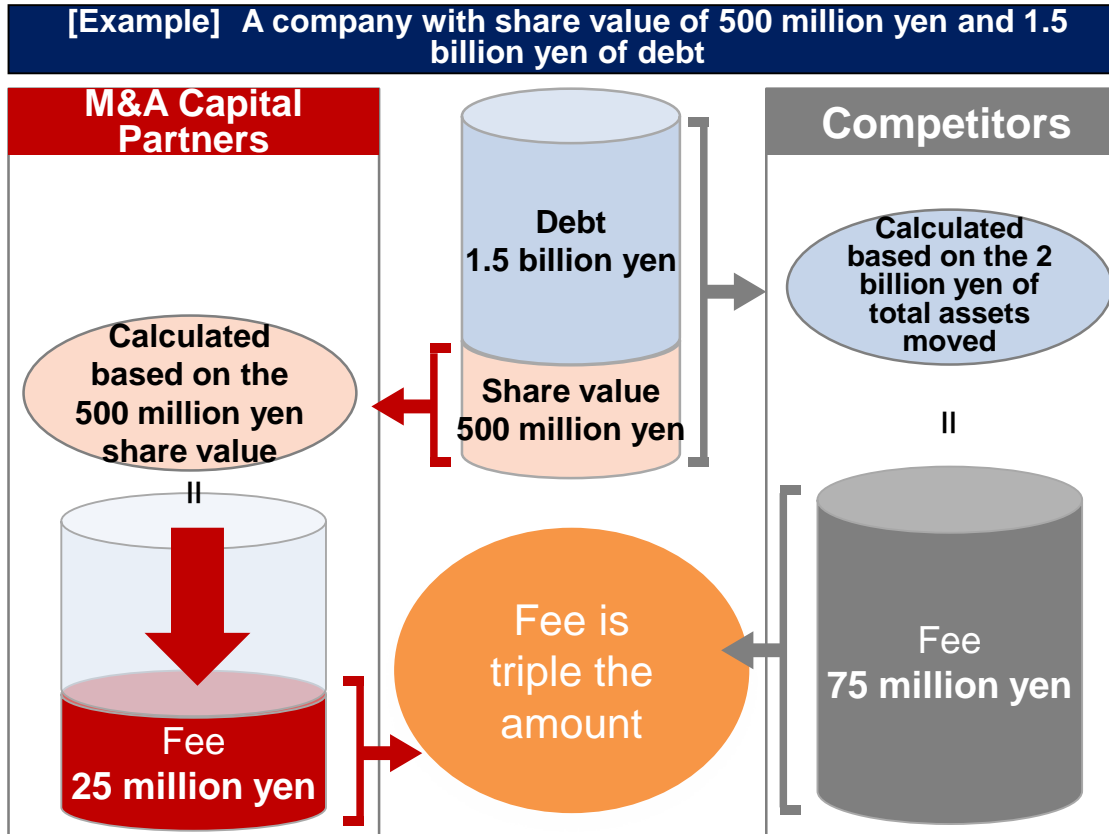 [Example] A company with share value of 500 million yen and 1.5
billion yen of debt
M&A Capital
Partners
Calculated
based on the
500 million yen
share value
=
Fee
25 million yen
Debt
1.5 billion yen
Share value
500 million yen
Fee is
triple the
amount
Competitors
Calculated
based on the 2
billion yen of
total assets
moved
=
Fee
75 million yen